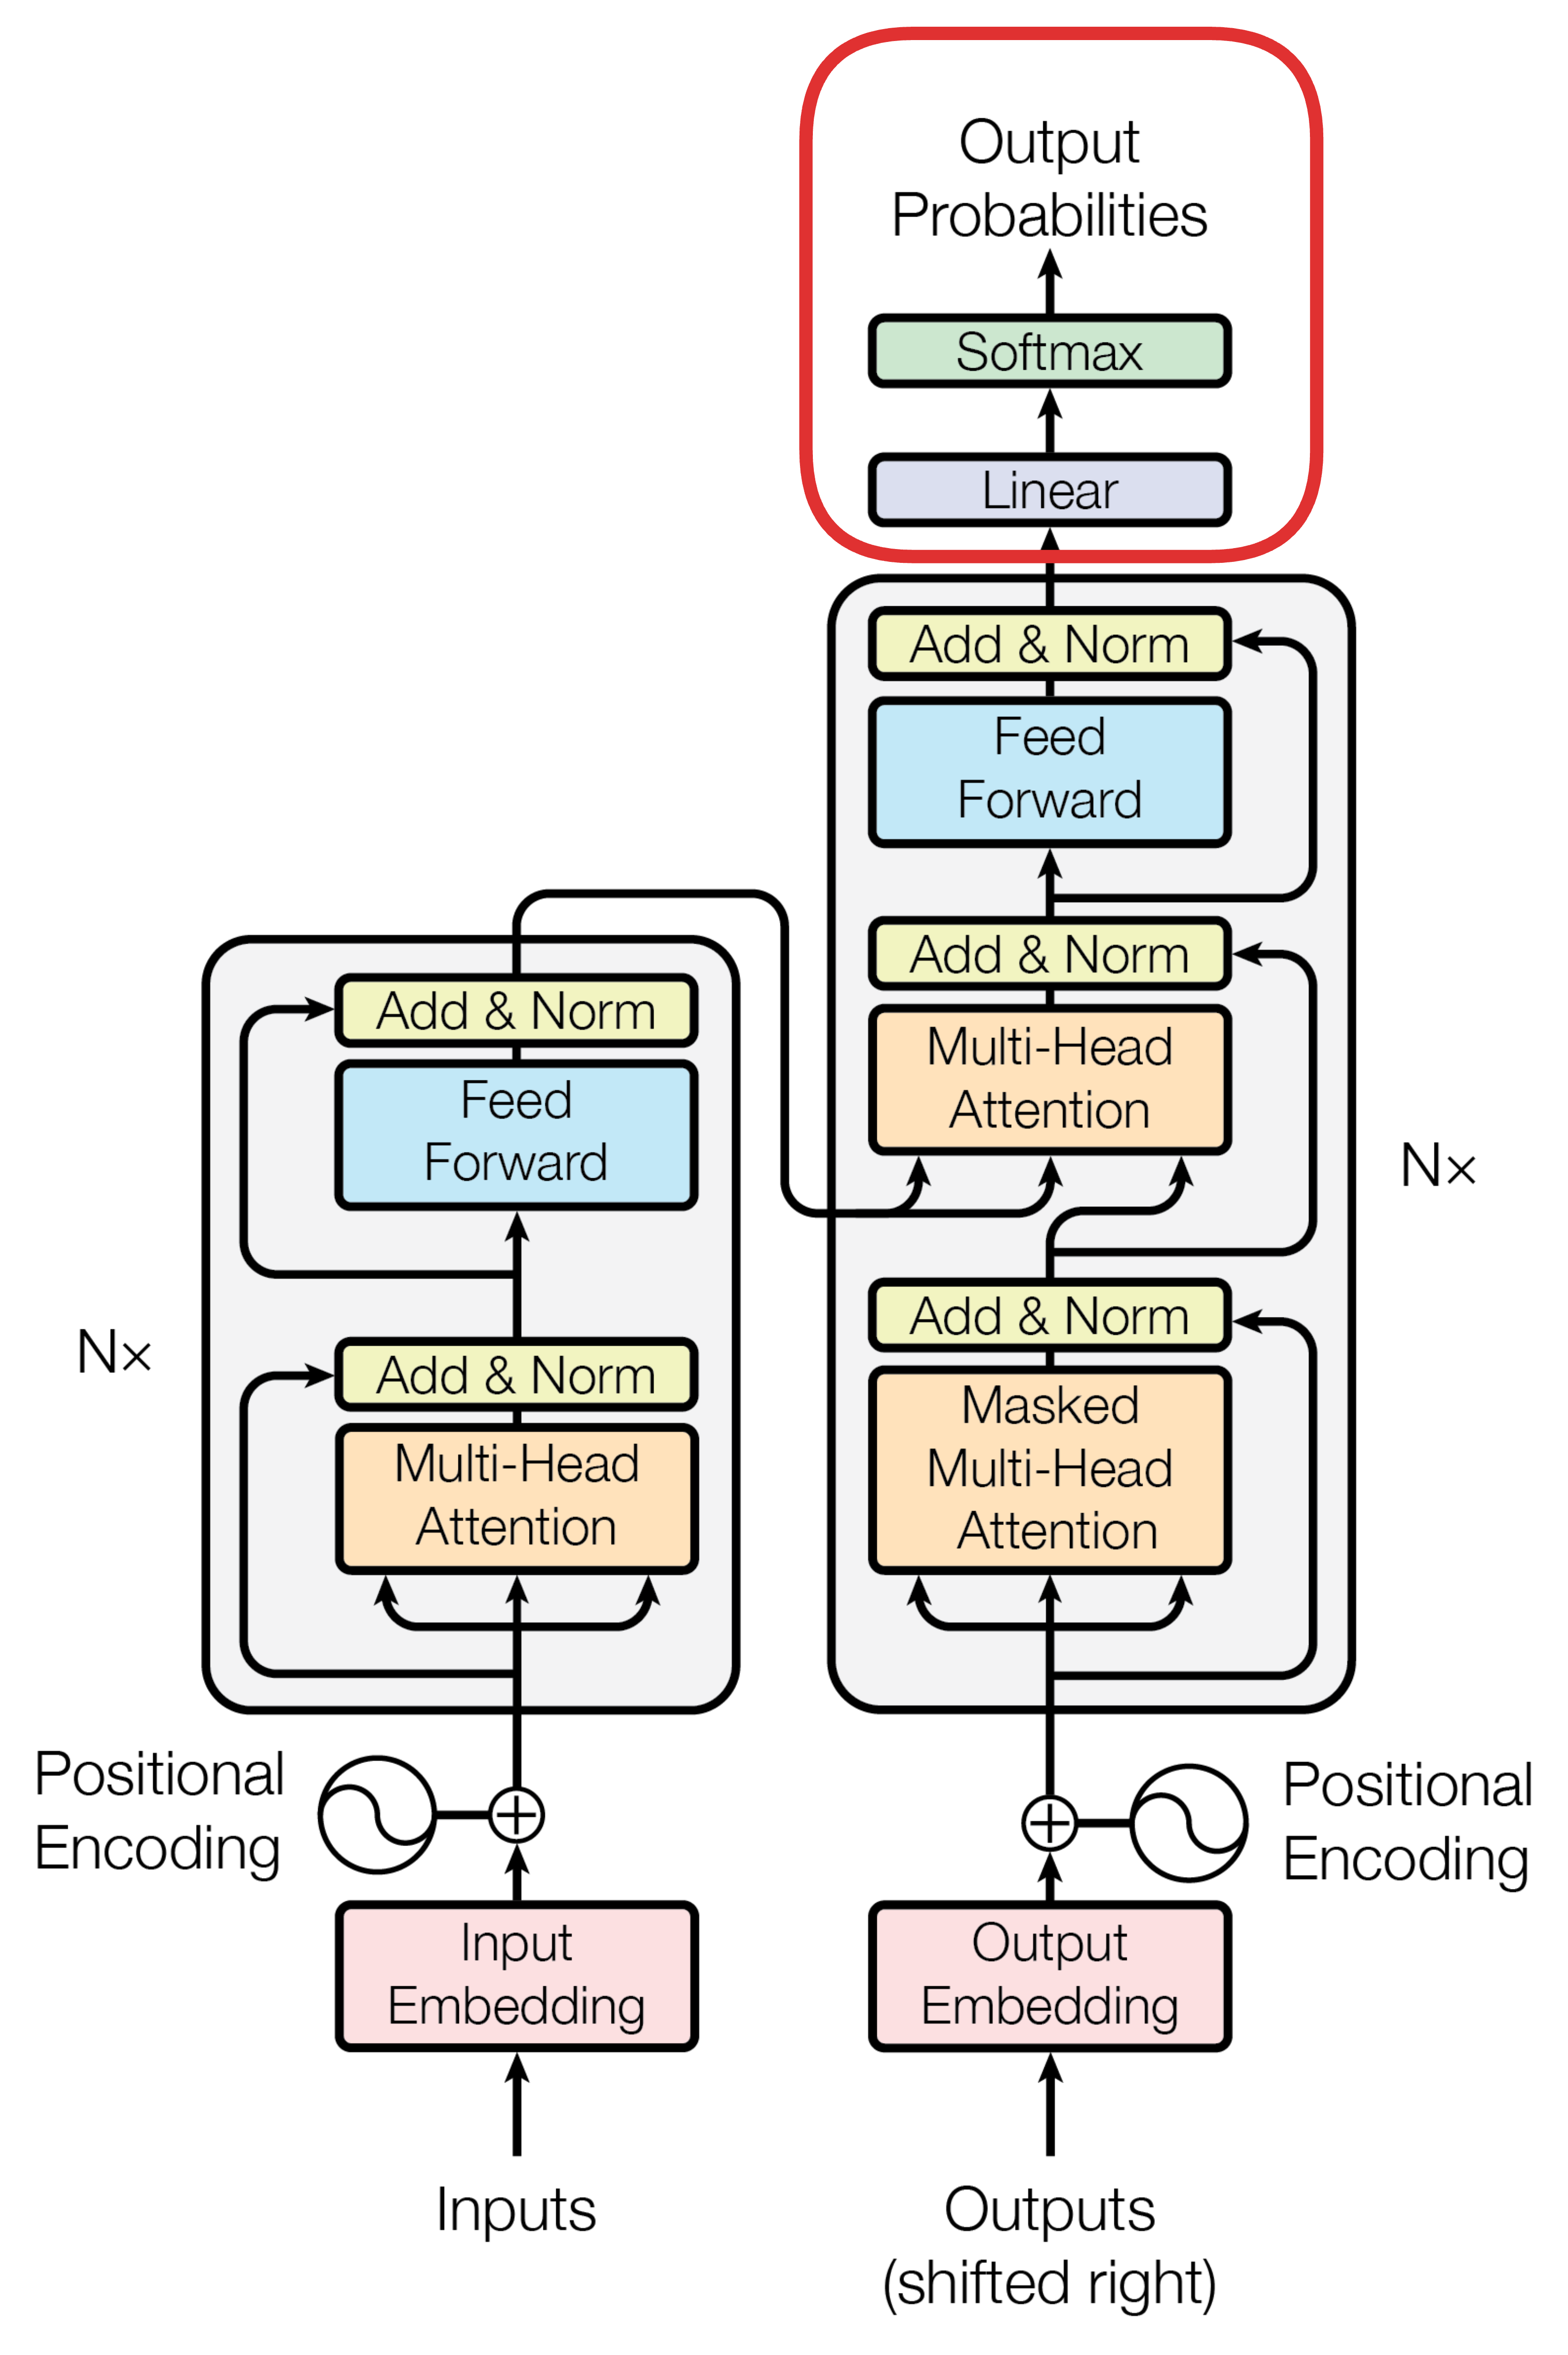 Output
Probabilities
Softmax
Linear
Add & Norm
Feed
Forward
Add & Norm
Multi-Head
Attention
Add & Norm
Masked
Multi-Head
Attention
N×
Add & Norm
Feed
Forward
Add & Norm
Multi-Head
Attention
N×
Positional
Encoding
Positional
Encoding
Input
Embedding
Output
Embedding
Inputs
Outputs
(shifted right)